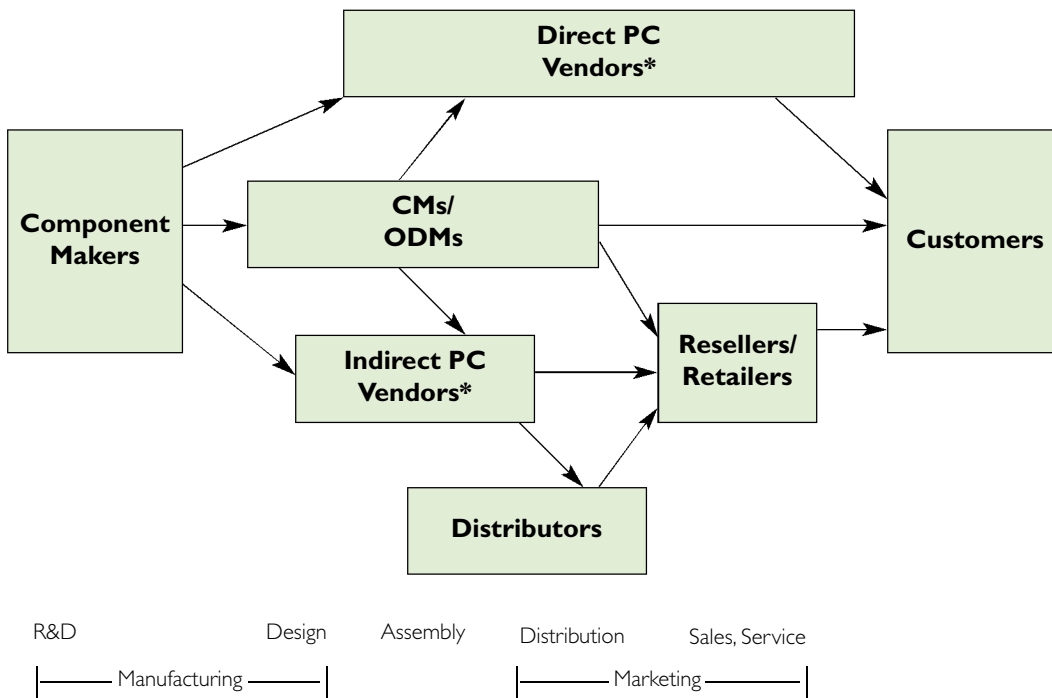 Direct PC
Vendors*
Component
Makers
CMs/
ODMs
Customers
Indirect PC
Vendors*
Resellers/
Retailers
Distributors
R&D Design Assembly Distribution Sales, Service
Manufacturing Marketing